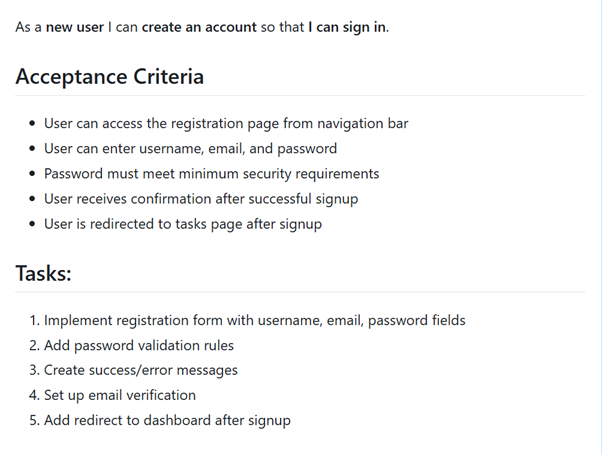 As a new user I can create an account so that I can sign in.
Acceptance Criteria
• User can access the registration page from navigation bar
• User can enter username, email, and password
• Password must meet minimum security requirements
• User receives confirmation after successful signup
• User is redirected to tasks page after signup
Tasks:
1. Implement registration form with username, email, password fields
2. Add password validation rules
3. Create success/error messages
4. Set up email verification
5. Add redirect to dashboard after signup